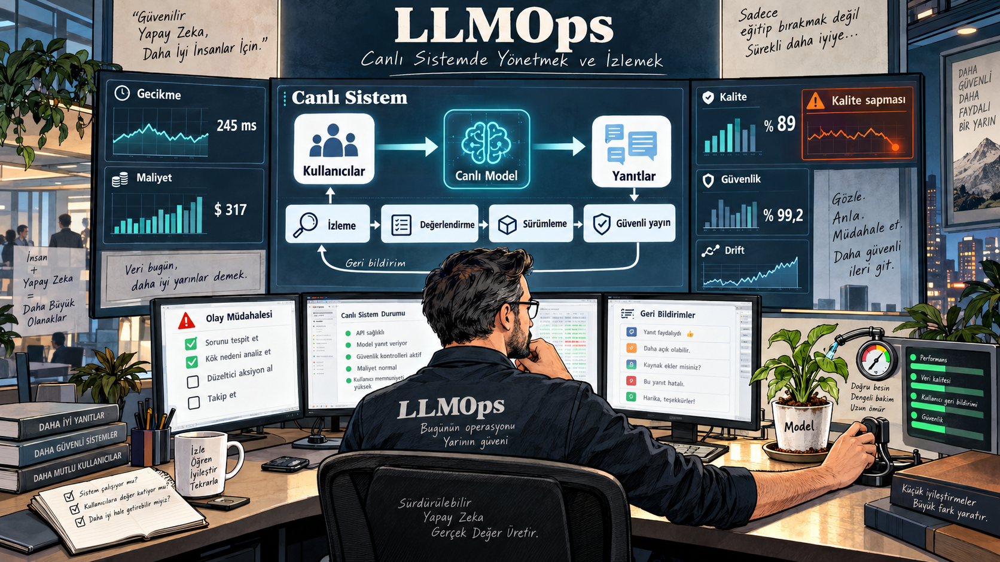 “Güvenilir
Yapay Zeka,
Daha İyi İnsanlar İçin.”
LLMOps
Canlı Sistemde Yönetmek ve İzlemek
Sadece
eğitip bırakmak değil
Sürekli daha iyiye...
DAHA
GÜVENLİ
DAHA
FAYDALI
BİR YARIN
Gecikme
245 ms
Maliyet
$ 317
Canlı Sistem
Kullanıcılar
Canlı Model
Yanıtlar
İzleme
Değerlendirme
Sürümleme
Güvenli yayın
Geri bildirim
Kalite
% 89
Kalite sapması
Güvenlik
% 99,2
Drift
Gözle.
Anla.
Müdahale et.
Daha güvenli
ileri git.
İnsan
+
Yapay Zeka
=
Daha Büyük
Olanaklar
Veri bugün,
daha iyi yarınlar demek.
Olay Müdahalesi
Sorunu tespit et
Kök nedeni analiz et
Düzeltici aksiyon al
Takip et
Canlı Sistem Durumu
API sağlıklı
Model yanıt veriyor
Güvenlik kontrolleri aktif
Maliyet normal
Kullanıcı memnuniyeti
yüksek
Geri Bildirimler
Yanıt faydalıydı 👍
Daha açık olabilir.
Kaynak ekler misiniz?
Bu yanıt hatalı.
Harika, teşekkürler!
Doğru besin
Dengeli bakım
Uzun ömür
Performans
Veri kalitesi
Kullanıcı geri bildirimi
Güvenlik
Model
LLMOps
Bugünün operasyonu
Yarinın güveni
DAHA İYİ YANITLAR
DAHA GÜVENLİ SİSTEMLER
DAHA MUTLU KULLANICILAR
İzle
Öğren
İyileştir
Tekrarla
Sistem çalışıyor mu?
Kullanıcılara değer katıyor mu?
Daha iyi hale getirebilir miyiz?
Sürdürülebilir
Yapay Zeka
Gerçek Değer Üretir.
Küçük iyileştirmeler
Büyük fark yaratır.